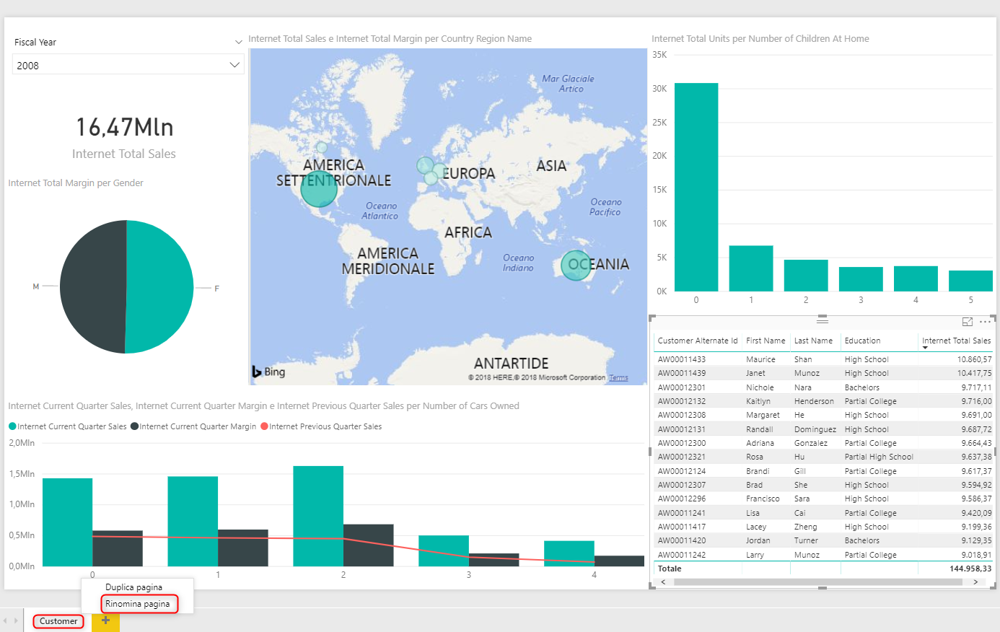 Fiscal Year
2008
16,47Mln
Internet Total Sales
Internet Total Margin per Gender
M
F
Internet Total Sales e Internet Total Margin per Country Region Name
Mar Glaciale
Artico
AMERICA
SETTENTRIONALE
EUROPA
ASIA
Oceano
Atlantico
Oceano
Pacifico
AFRICA
AMERICA
MERIDIONALE
Oceano
Indiano
OCEANIA
ANTARTIDE
Bing
© 2018 HERE,© 2018 Microsoft Corporation Terms
Internet Total Units per Number of Children At Home
35K
30K
25K
20K
15K
10K
5K
0K
0 1 2 3 4 5
Customer Alternate Id First Name Last Name Education Internet Total Sales
AW00011433 Maurice Shan High School 10.860,57
AW00011439 Janet Munoz High School 10.417,75
AW00012301 Nichole Nara Bachelors 9.717,11
AW00012132 Kaitlyn Henderson Partial College 9.716,00
AW00012308 Margaret He High School 9.691,00
AW00012131 Randall Dominguez High School 9.687,72
AW00012300 Adriana Gonzalez Partial College 9.664,43
AW00012321 Rosa Hu Partial High School 9.637,38
AW00012124 Brandi Gill Partial College 9.617,37
AW00012307 Brad She High School 9.594,92
AW00012296 Francisco Sara High School 9.586,37
AW00011241 Lisa Cai Partial College 9.420,09
AW00011417 Lacey Zheng High School 9.199,36
AW00011420 Jordan Turner Bachelors 9.129,35
AW00011242 Larry Munoz Partial College 9.018,91
Totale 144.958,33
Internet Current Quarter Sales, Internet Current Quarter Margin e Internet Previous Quarter Sales per Number of Cars Owned
Internet Current Quarter Sales Internet Current Quarter Margin Internet Previous Quarter Sales
2,0Mln
1,5Mln
1,0Mln
0,5Mln
0,0Mln
0 1 2 3 4
Duplica pagina
Rinomina pagina
Customer